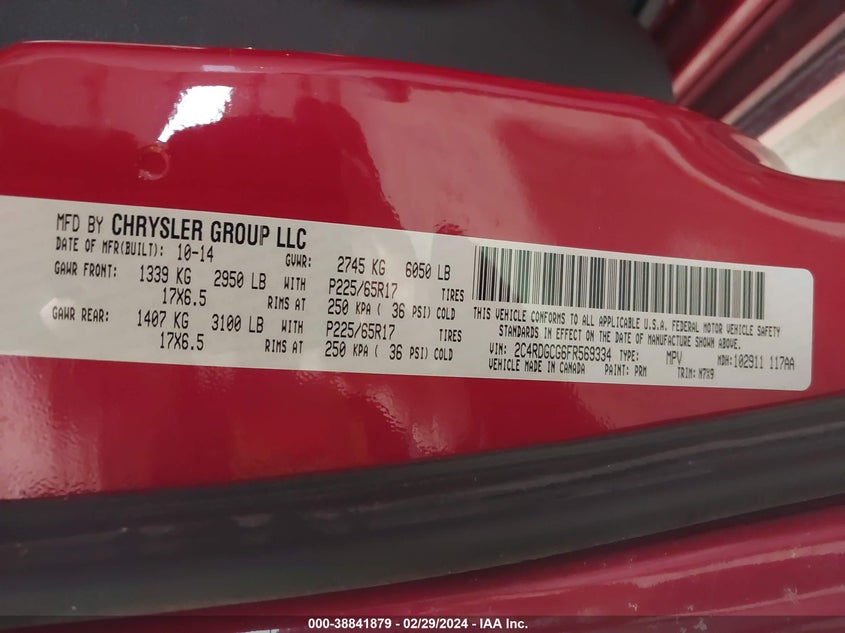 MFD BY CHRYSLER GROUP LLC
DATE OF MFR(BUILT): 10-14 GVWR: 2745 KG 6050 LB
GAWR FRONT: 1339 KG 2950 LB WITH P225/65R17 TIRES
17X6.5 RIMS AT 250 KPA ( 36 PSI) COLD
GAWR REAR: 1407 KG 3100 LB WITH P225/65R17 TIRES
17X6.5 RIMS AT 250 KPA ( 36 PSI) COLD
THIS VEHICLE CONFORMS TO ALL APPLICABLE U.S.A. FEDERAL MOTOR VEHICLE SAFETY
STANDARDS IN EFFECT ON THE DATE OF MANUFACTURE SHOWN ABOVE.
VIN: 2C4RDGCG6FR569334 TYPE: MPV MDH:102911 117AA
VEHICLE MADE IN CANADA PAINT: PRM TRIM: N7X9
000-38841879 - 02/29/2024 - IAA Inc.